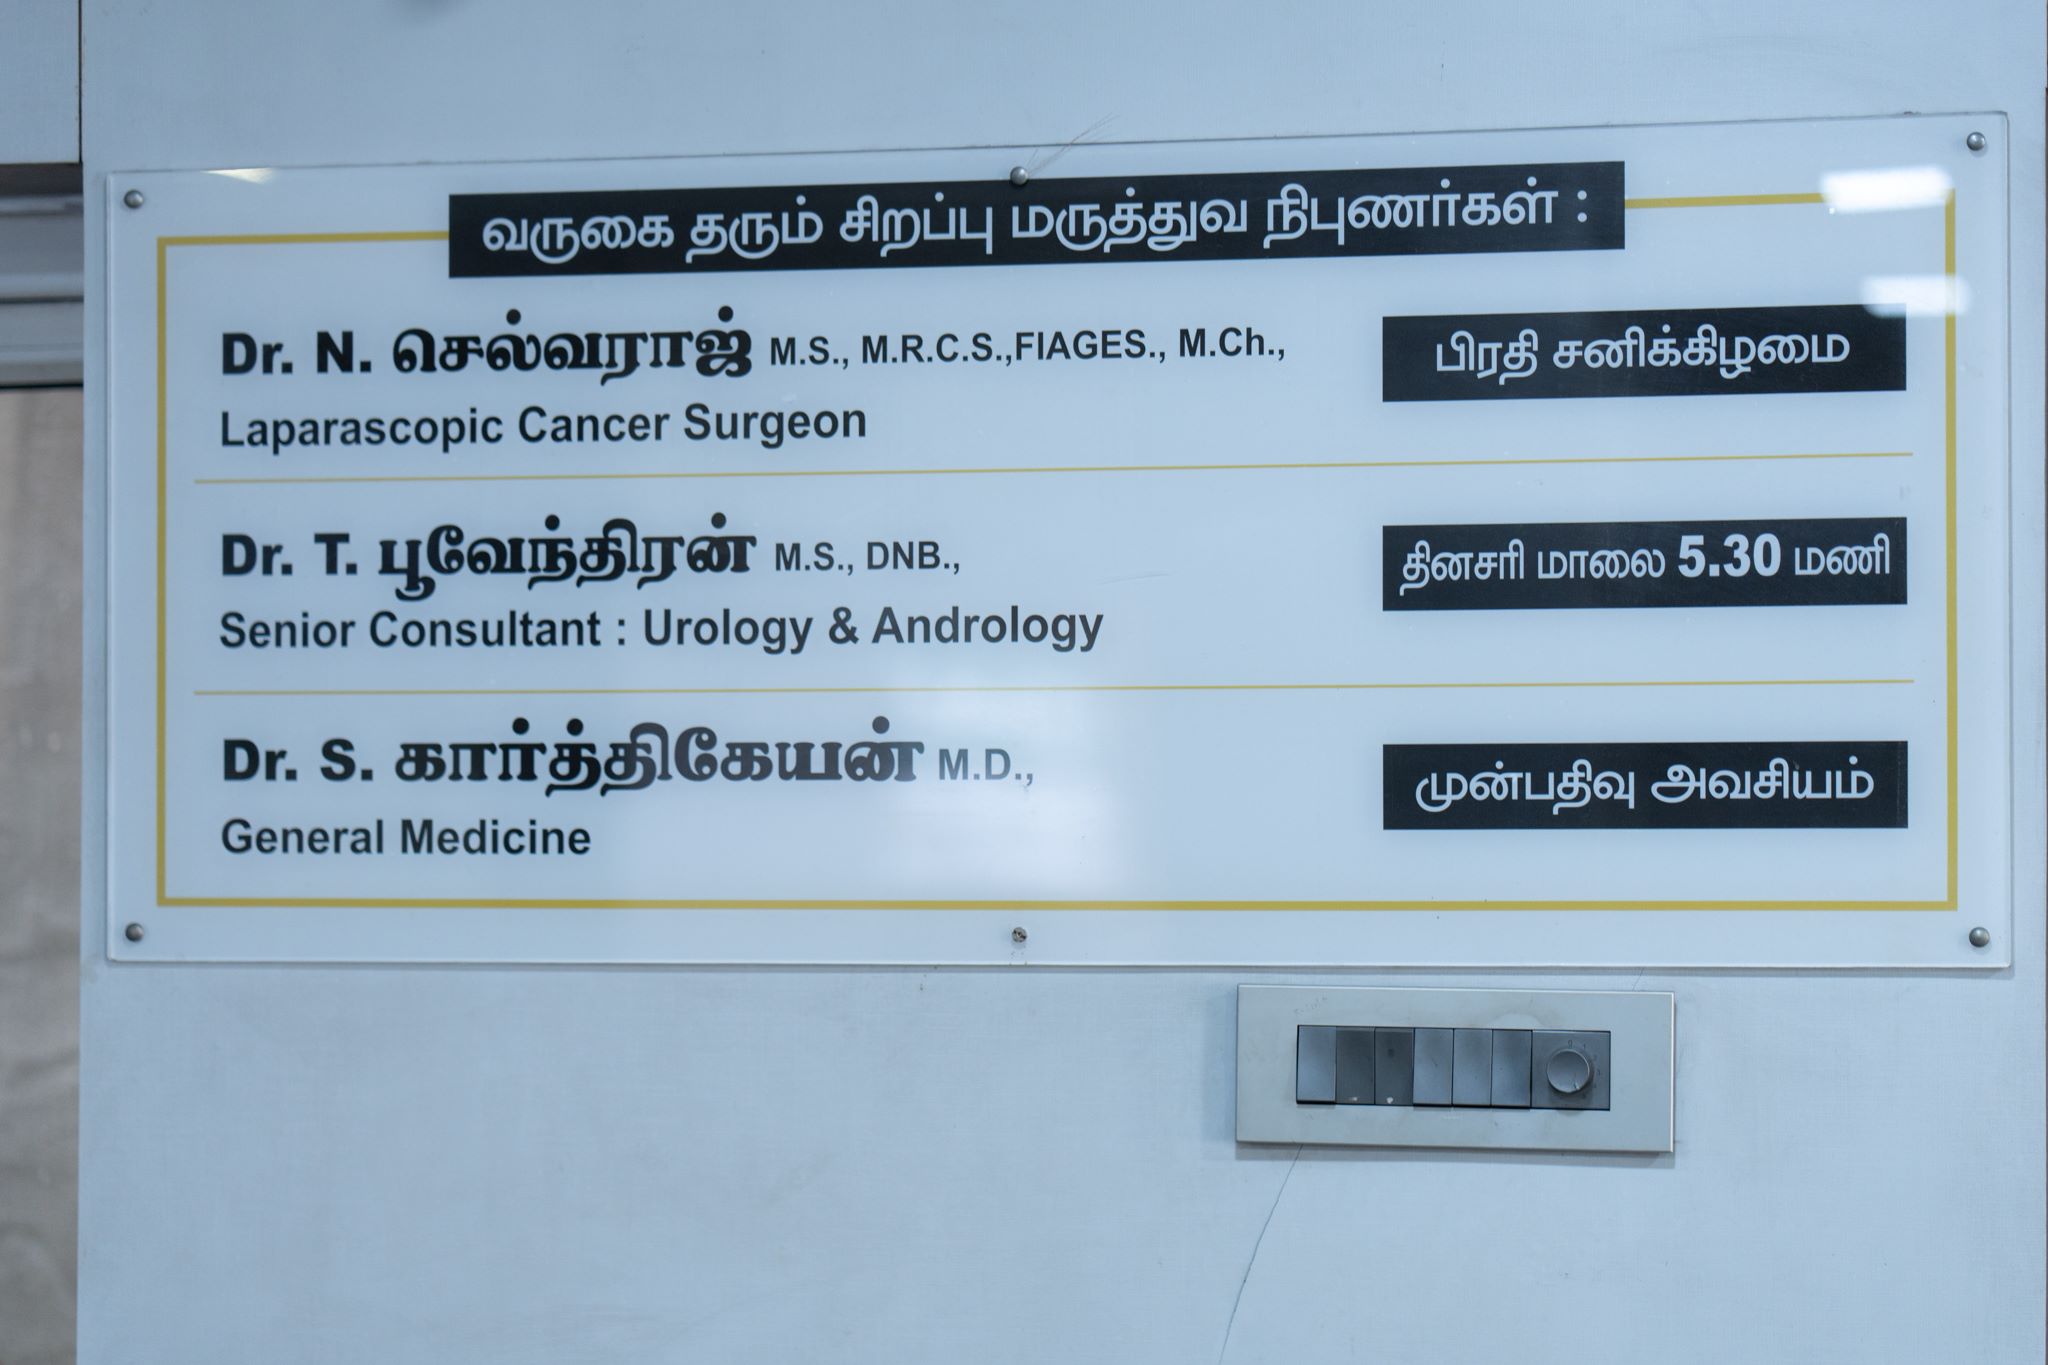 வருகை தரும் சிறப்பு மருத்துவ நிபுணர்கள் :
Dr. N. செல்வராஜ் M.S., M.R.C.S.,FIAGES., M.Ch.,
பிரதி சனிக்கிழமை
Laparascopic Cancer Surgeon
Dr. T. பூவேந்திரன் M.S., DNB.,
தினசரி மாலை 5.30 மணி
Senior Consultant : Urology & Andrology
Dr. S. கார்த்திகேயன் M.D.,
முன்பதிவு அவசியம்
General Medicine